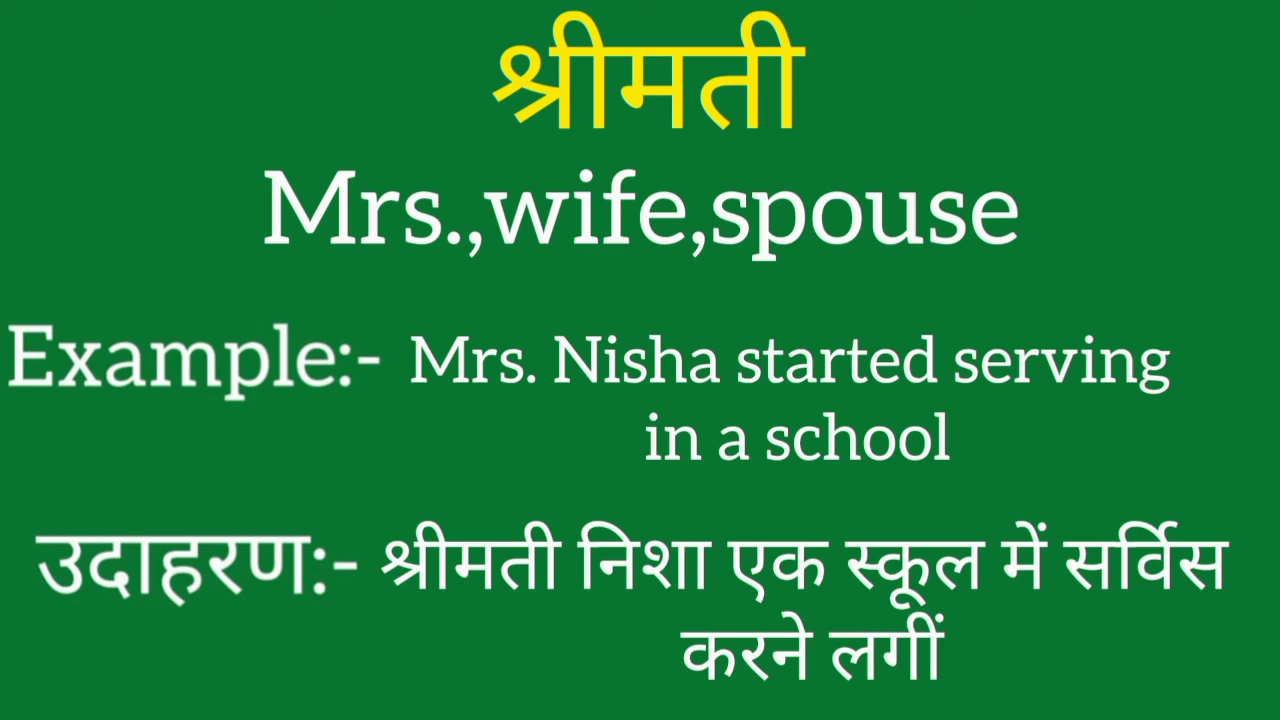 श्रीमती
Mrs.,wife,spouse
Example:- Mrs. Nisha started serving
in a school
उदाहरण:- श्रीमती निशा एक स्कूल में सर्विस
करने लगीं